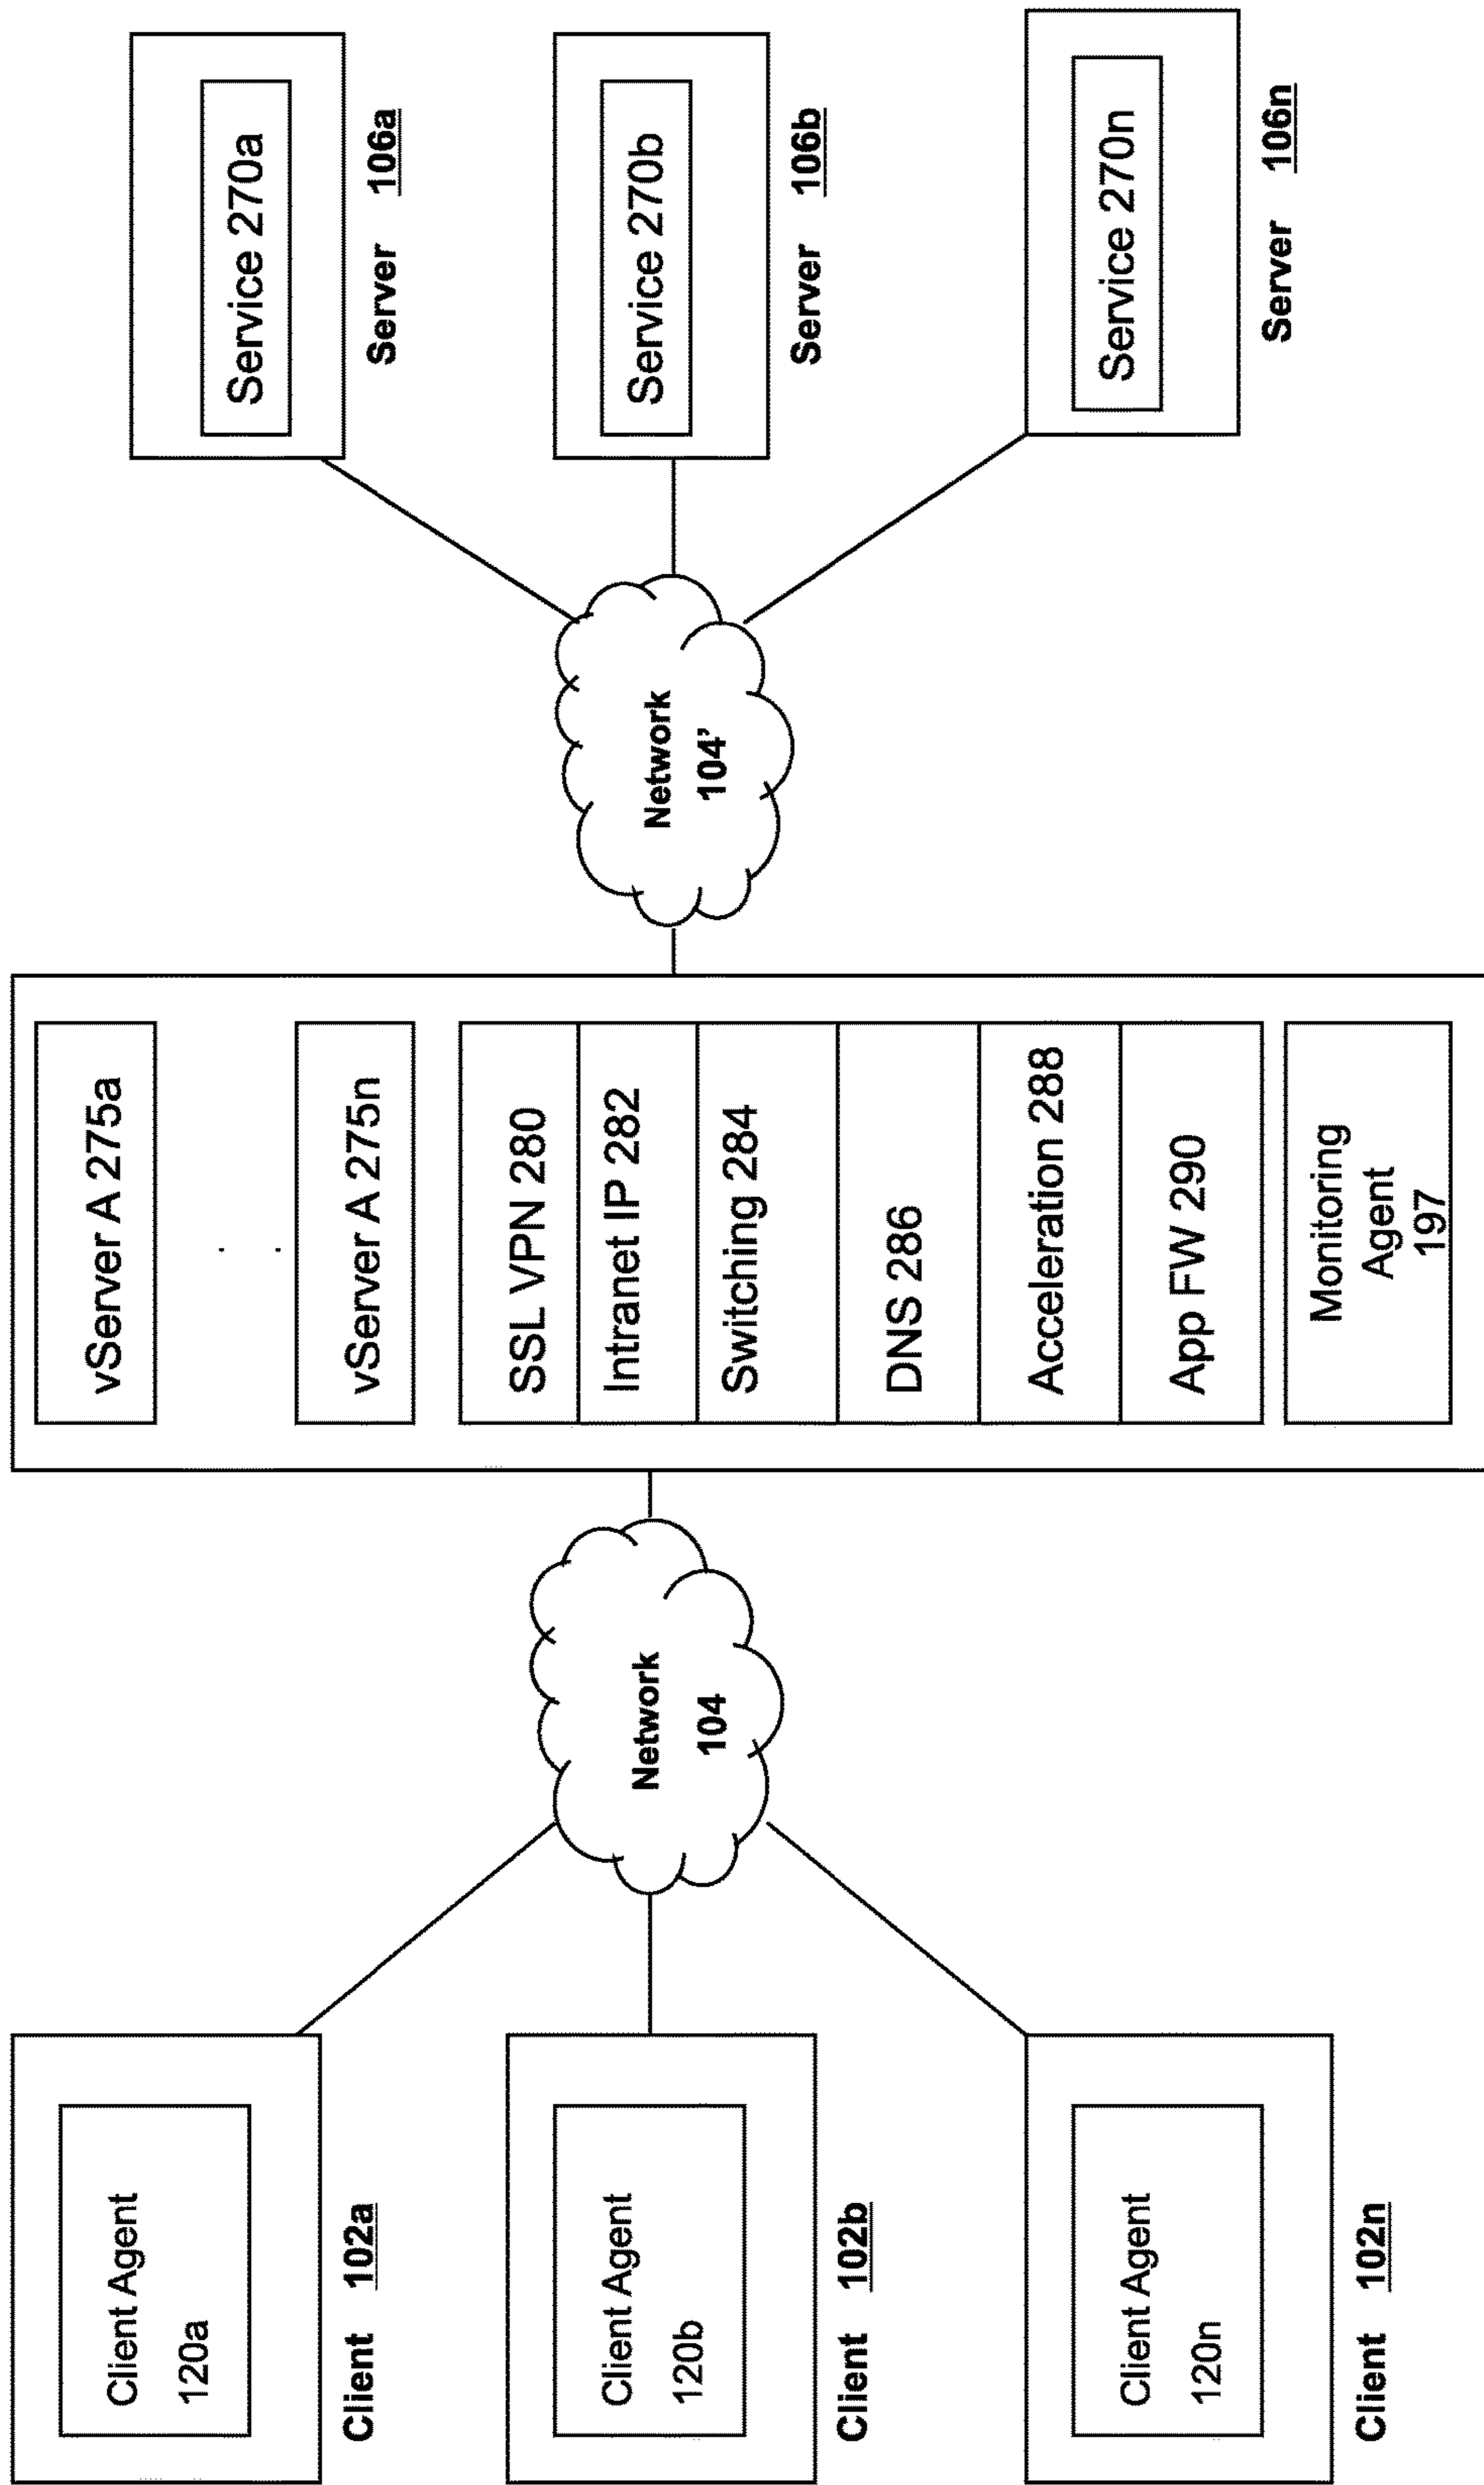 Client Agent
120a
Client 102a
Client Agent
120b
Client 102b
Client Agent
120n
Client 102n
Network
104
vServer A 275a
vServer A 275n
SSL VPN 280
Intranet IP 282
Switching 284
DNS 286
Acceleration 288
App FW 290
Monitoring
Agent
197
Network
104’
Service 270a
Server 106a
Service 270b
Server 106b
Service 270n
Server 106n